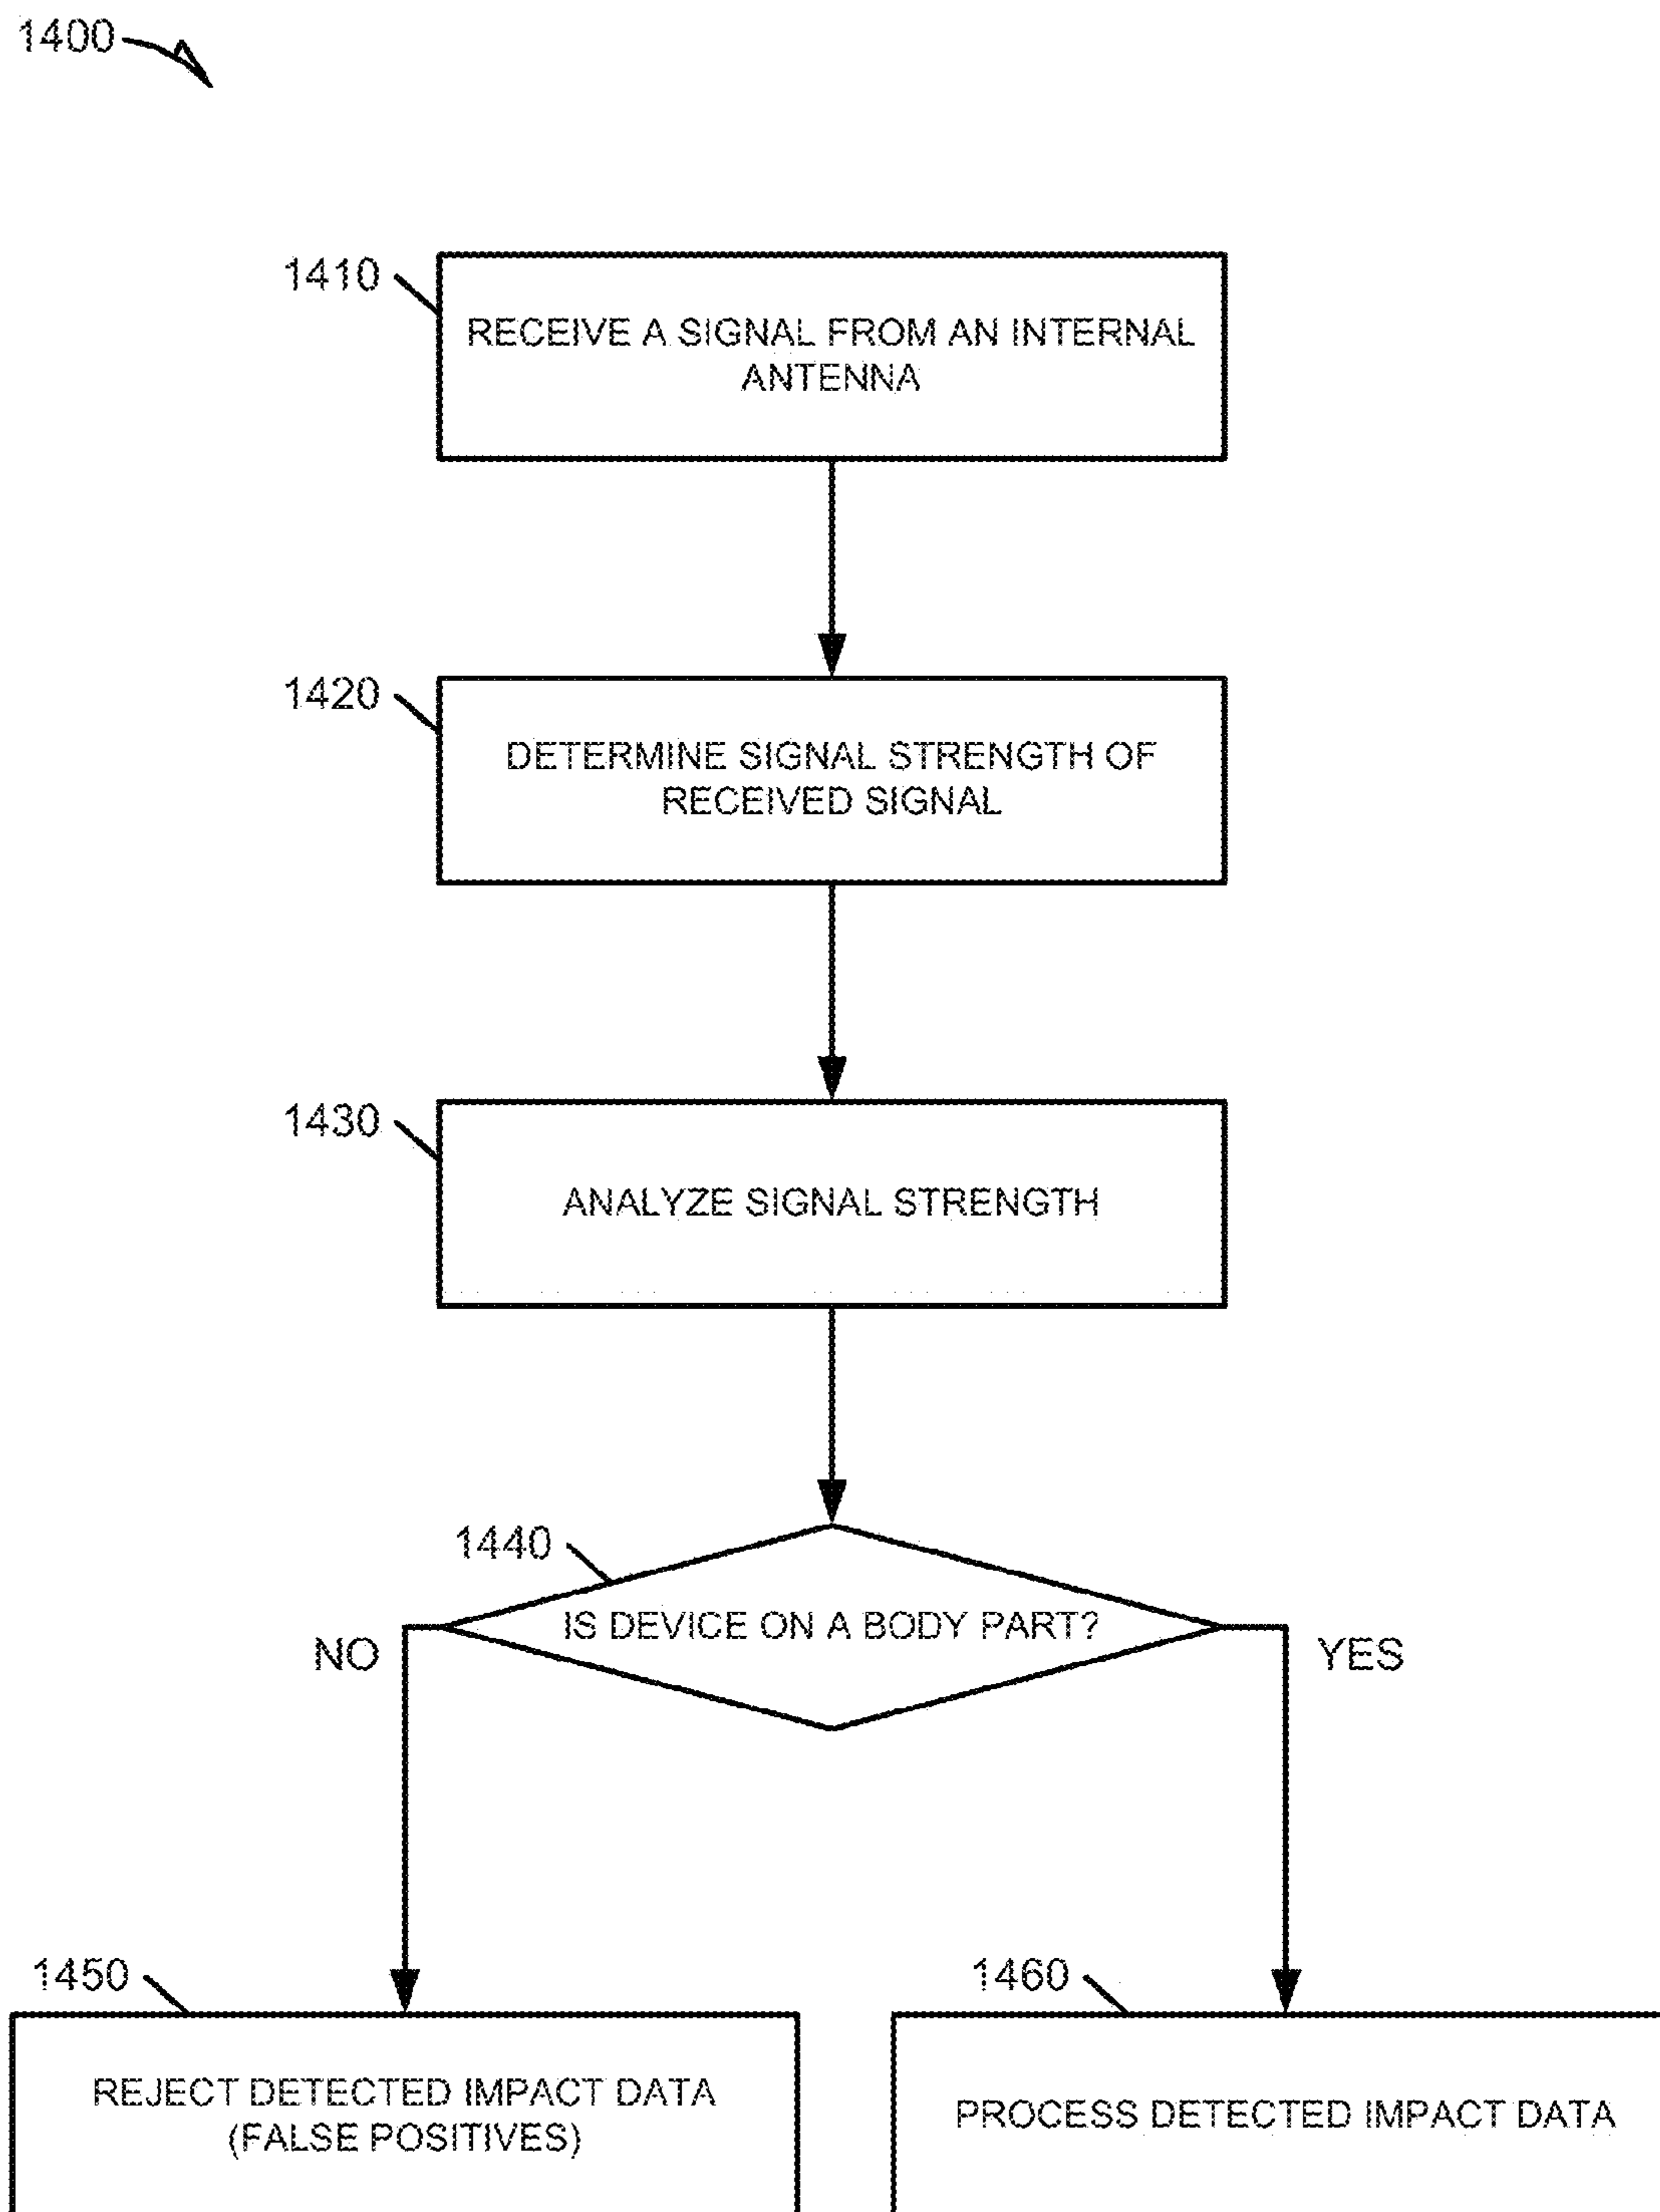 1400
1410
RECEIVE A SIGNAL FROM AN INTERNAL
ANTENNA
1420
DETERMINE SIGNAL STRENGTH OF
RECEIVED SIGNAL
1430
ANALYZE SIGNAL STRENGTH
1440
IS DEVICE ON A BODY PART?
NO
YES
1450
REJECT DETECTED IMPACT DATA
(FALSE POSITIVES)
1460
PROCESS DETECTED IMPACT DATA